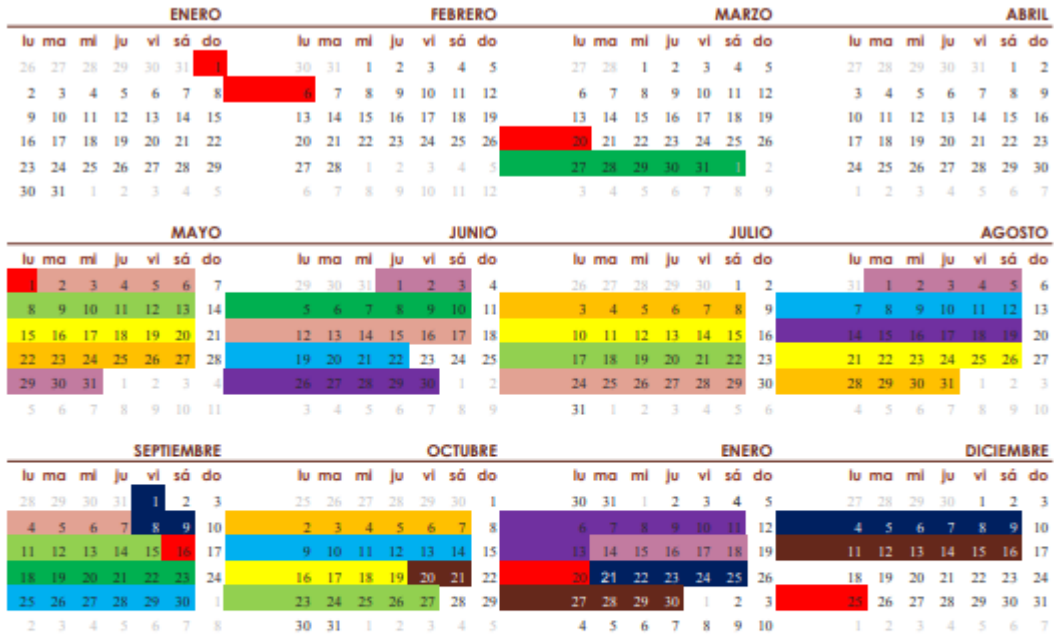 ENERO FEBRERO MARZO ABRIL
lu ma mi ju vi sá do lu ma mi ju vi sá do lu ma mi ju vi sá do lu ma mi ju vi sá do
26 27 28 29 30 31 1 30 31 1 2 3 4 5 27 28 1 2 3 4 5 27 28 29 30 31 1 2
2 3 4 5 6 7 8 6 7 8 9 10 11 12 6 7 8 9 10 11 12 3 4 5 6 7 8 9
9 10 11 12 13 14 15 13 14 15 16 17 18 19 13 14 15 16 17 18 19 10 11 12 13 14 15 16
16 17 18 19 20 21 22 20 21 22 23 24 25 26 20 21 22 23 24 25 26 17 18 19 20 21 22 23
23 24 25 26 27 28 29 27 28 1 2 3 4 5 27 28 29 30 31 1 2 24 25 26 27 28 29 30
30 31 1 2 3 4 5 6 7 8 9 10 11 12 3 4 5 6 7 8 9 1 2 3 4 5 6 7
MAYO JUNIO JULIO AGOSTO
lu ma mi ju vi sá do lu ma mi ju vi sá do lu ma mi ju vi sá do lu ma mi ju vi sá do
1 2 3 4 5 6 7 29 30 31 1 2 3 4 26 27 28 29 30 1 2 31 1 2 3 4 5 6
8 9 10 11 12 13 14 5 6 7 8 9 10 11 3 4 5 6 7 8 9 7 8 9 10 11 12 13
15 16 17 18 19 20 21 12 13 14 15 16 17 18 10 11 12 13 14 15 16 14 15 16 17 18 19 20
22 23 24 25 26 27 28 19 20 21 22 23 24 25 17 18 19 20 21 22 23 21 22 23 24 25 26 27
29 30 31 1 2 3 4 26 27 28 29 30 1 2 24 25 26 27 28 29 30 28 29 30 31 1 2 3
5 6 7 8 9 10 11 3 4 5 6 7 8 9 31 1 2 3 4 5 6 4 5 6 7 8 9 10
SEPTIEMBRE OCTUBRE ENERO DICIEMBRE
lu ma mi ju vi sá do lu ma mi ju vi sá do lu ma mi ju vi sá do lu ma mi ju vi sá do
28 29 30 31 1 2 3 25 26 27 28 29 30 1 30 31 1 2 3 4 5 27 28 29 30 1 2 3
4 5 6 7 8 9 10 2 3 4 5 6 7 8 6 7 8 9 10 11 12 4 5 6 7 8 9 10
11 12 13 14 15 16 17 9 10 11 12 13 14 15 13 14 15 16 17 18 19 11 12 13 14 15 16 17
18 19 20 21 22 23 24 16 17 18 19 20 21 22 20 21 22 23 24 25 26 18 19 20 21 22 23 24
25 26 27 28 29 30 1 23 24 25 26 27 28 29 27 28 29 30 1 2 3 25 26 27 28 29 30 31
2 3 4 5 6 7 8 30 31 1 2 3 4 5 4 5 6 7 8 9 10 1 2 3 4 5 6 7